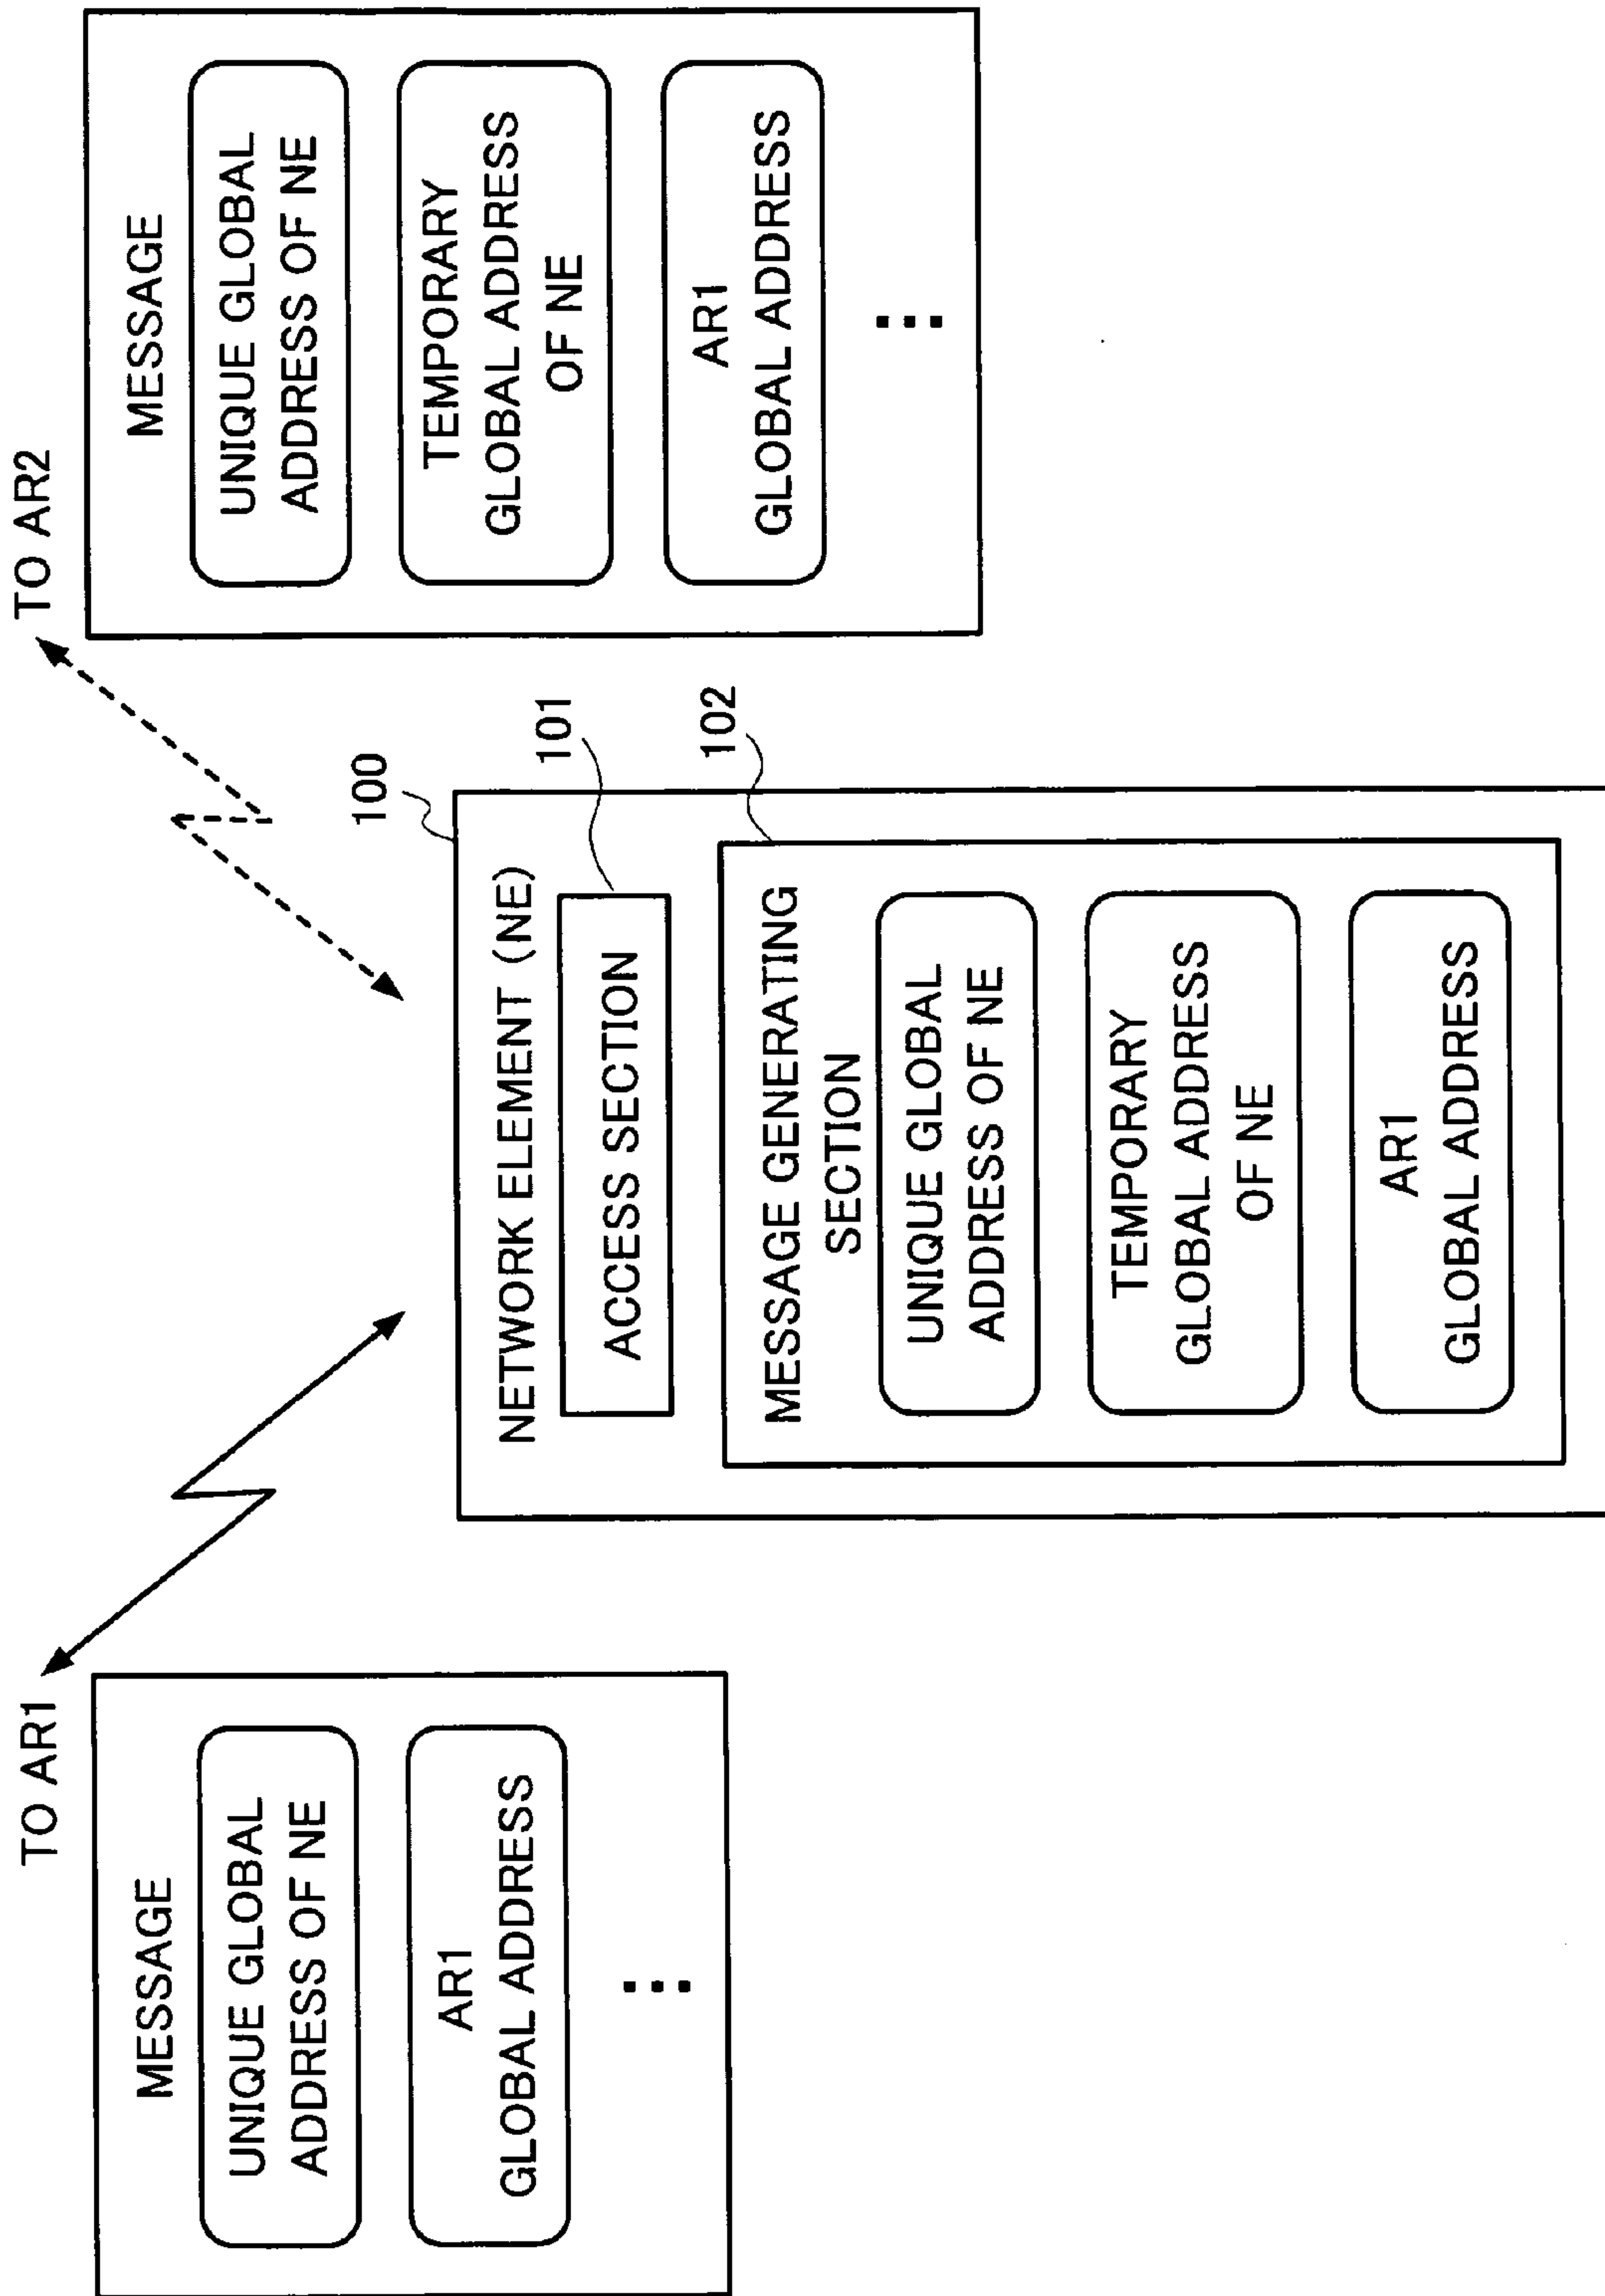 TO AR1
MESSAGE
UNIQUE GLOBAL
ADDRESS OF NE
AR1
GLOBAL ADDRESS
TO AR2
MESSAGE
UNIQUE GLOBAL
ADDRESS OF NE
TEMPORARY
GLOBAL ADDRESS
OF NE
AR1
GLOBAL ADDRESS
100
NETWORK ELEMENT (NE)
101
ACCESS SECTION
102
MESSAGE GENERATING
SECTION
UNIQUE GLOBAL
ADDRESS OF NE
TEMPORARY
GLOBAL ADDRESS
OF NE
AR1
GLOBAL ADDRESS